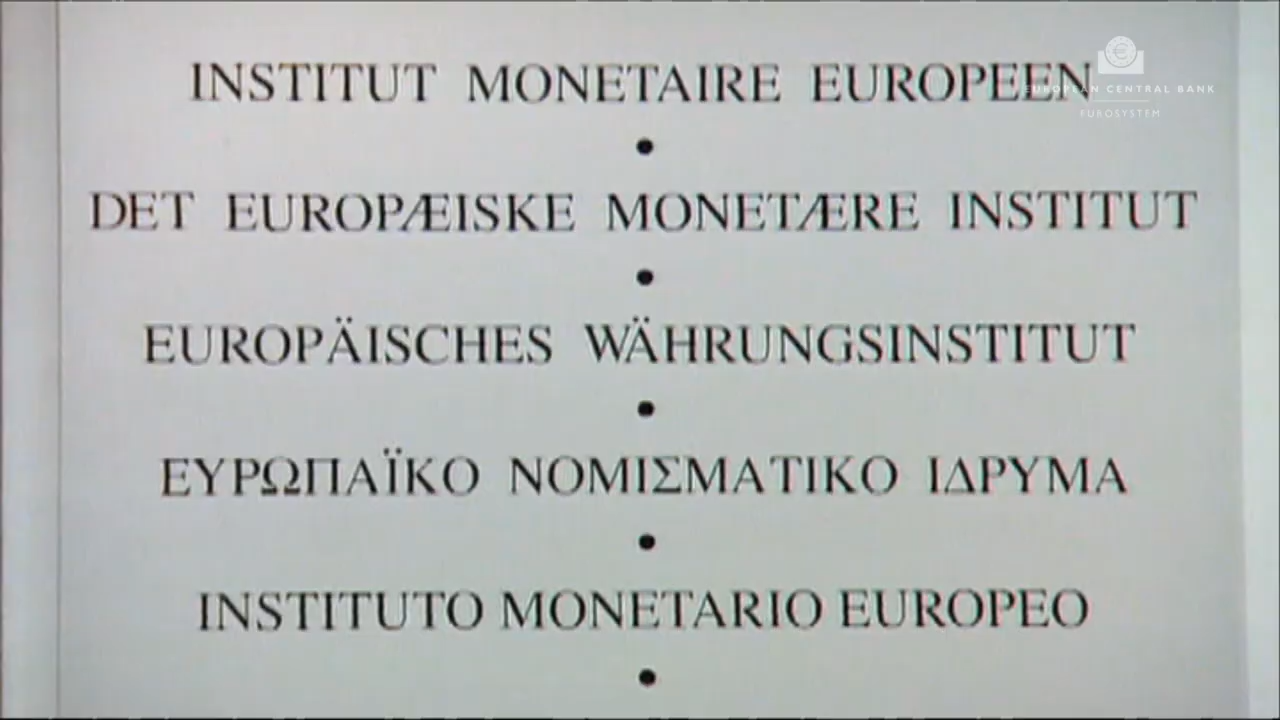 INSTITUT MONETAIRE EUROPEEN
EUROPEAN CENTRAL BANK
EUROSYSTEM
•
DET EUROPÆISKE MONETÆRE INSTITUT
•
EUROPÄISCHES WÄHRUNGSINSTITUT
•
ΕΥΡΩΠΑΪΚΟ ΝΟΜΙΣΜΑΤΙΚΟ ΙΔΡΥΜΑ
•
INSTITUTO MONETARIO EUROPEO
•